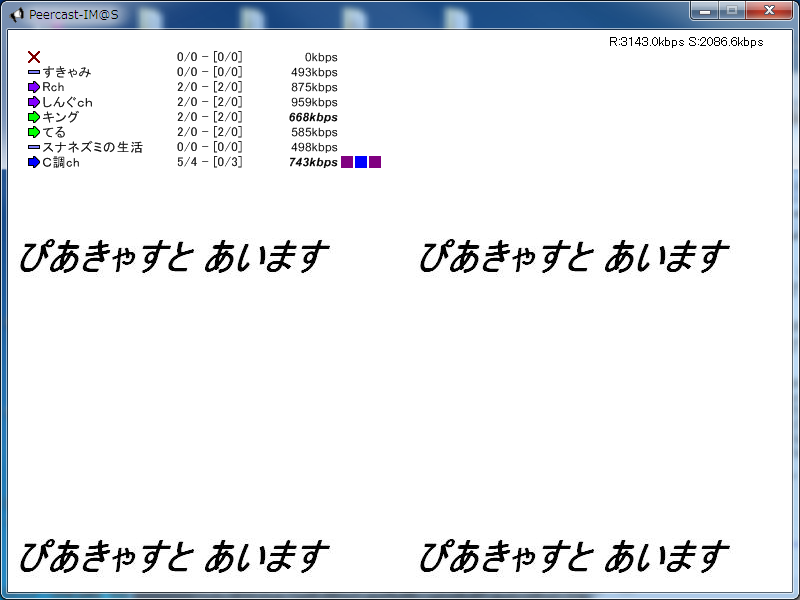 Peercast-IM@S
R:3143.0kbps S:2086.6kbps
0/0 - [0/0] 0kbps
すきゃみ 0/0 - [0/0] 493kbps
Rch 2/0 - [2/0] 875kbps
しんぐch 2/0 - [2/0] 959kbps
キング 2/0 - [2/0] 668kbps
てる 2/0 - [2/0] 585kbps
スナネズミの生活 0/0 - [0/0] 498kbps
C調ch 5/4 - [0/3] 743kbps
ぴあきゃすと あいます ぴあきゃすと あいます
ぴあきゃすと あいます ぴあきゃすと あいます